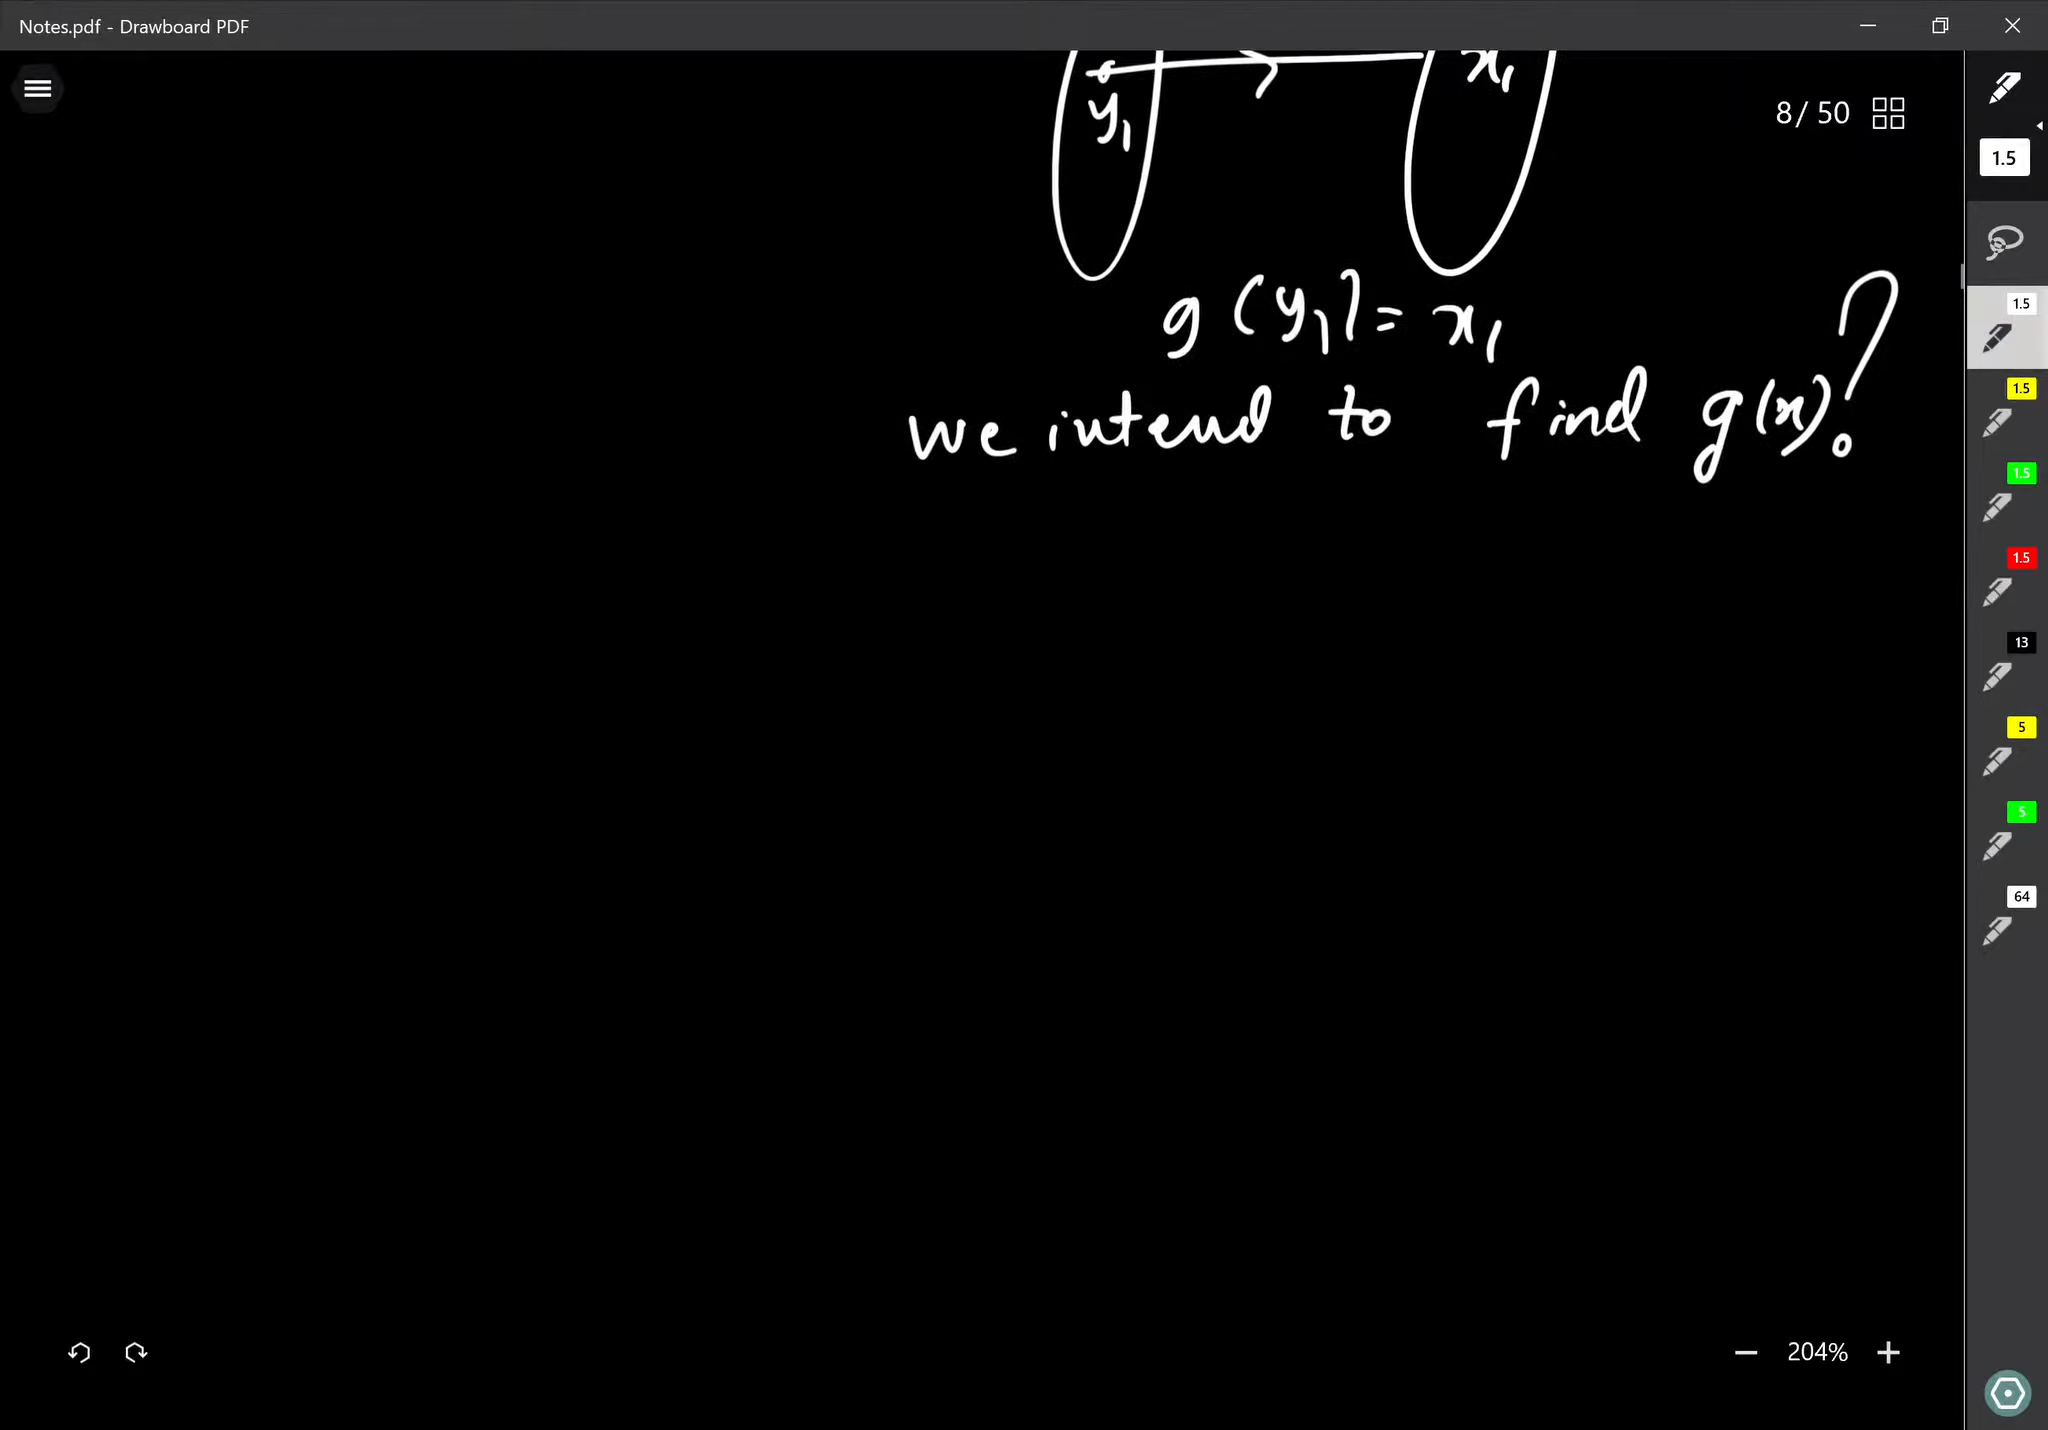 Notes.pdf - Drawboard PDF
x₁
8/ 50
y₁
1.5
g(y₁) = x₁
1.5
we intend to find g(x)?
1.5
1.5
1.5
13
5
5
64
204%